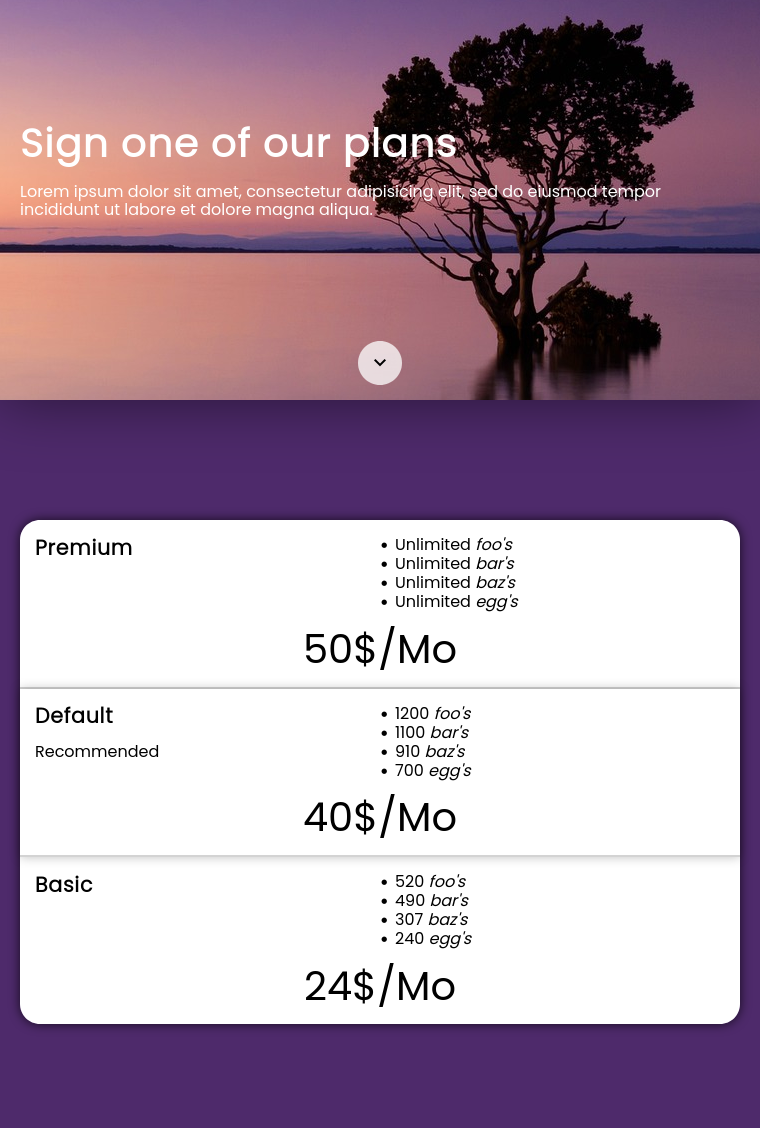 Sign one of our plans
Lorem ipsum dolor sit amet, consectetur adipisicing elit, sed do eiusmod tempor
incididunt ut labore et dolore magna aliqua.
Premium
• Unlimited foo's
• Unlimited bar's
• Unlimited baz's
• Unlimited egg's
50$/Mo
Default
Recommended
• 1200 foo's
• 1100 bar's
• 910 baz's
• 700 egg's
40$/Mo
Basic
• 520 foo's
• 490 bar's
• 307 baz's
• 240 egg's
24$/Mo